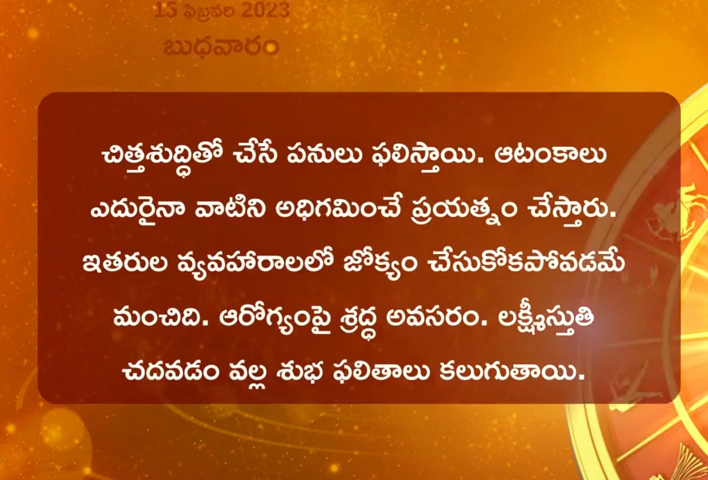 15 ఫిబ్రవరి 2023
బుధవారం
చిత్తశుద్ధితో చేసే పనులు ఫలిస్తాయి. ఆటంకాలు
ఎదురైనా వాటిని అధిగమించే ప్రయత్నం చేస్తారు.
ఇతరుల వ్యవహారాలలో జోక్యం చేసుకోకపోవడమే
మంచిది. ఆరోగ్యంపై శ్రద్ధ అవసరం. లక్ష్మీస్తుతి
చదవడం వల్ల శుభ ఫలితాలు కలుగుతాయి.